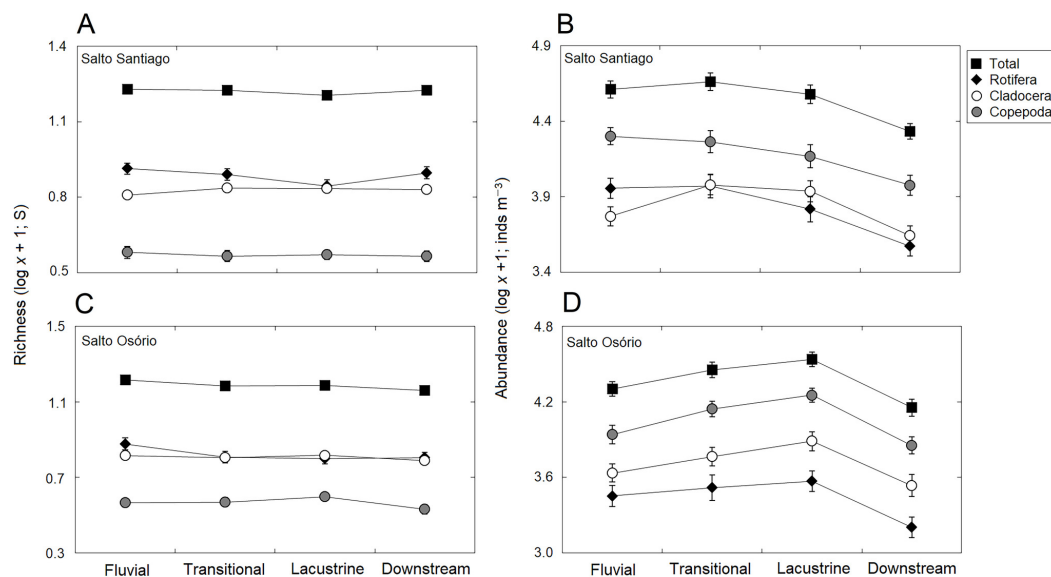 A
B
Salto Santiago
1.4
1.1
0.8
0.5
Salto Santiago
4.9
4.4
3.9
3.4
Total
Rotifera
Cladocera
Copepoda
Richness (log x + 1; S)
Abundance (log x +1; inds m⁻³)
C
D
Salto Osório
1.5
1.1
0.7
0.3
Fluvial Transitional Lacustrine Downstream
Salto Osório
4.8
4.2
3.6
3.0
Fluvial Transitional Lacustrine Downstream